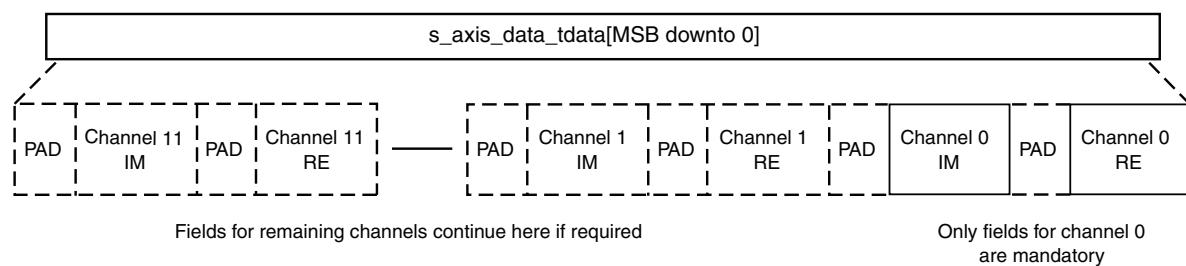 s_axis_data_tdata[MSB downto 0]
PAD
Channel 11
IM
PAD
Channel 11
RE
PAD
Channel 1
IM
PAD
Channel 1
RE
PAD
Channel 0
IM
PAD
Channel 0
RE
Fields for remaining channels continue here if required
Only fields for channel 0
are mandatory